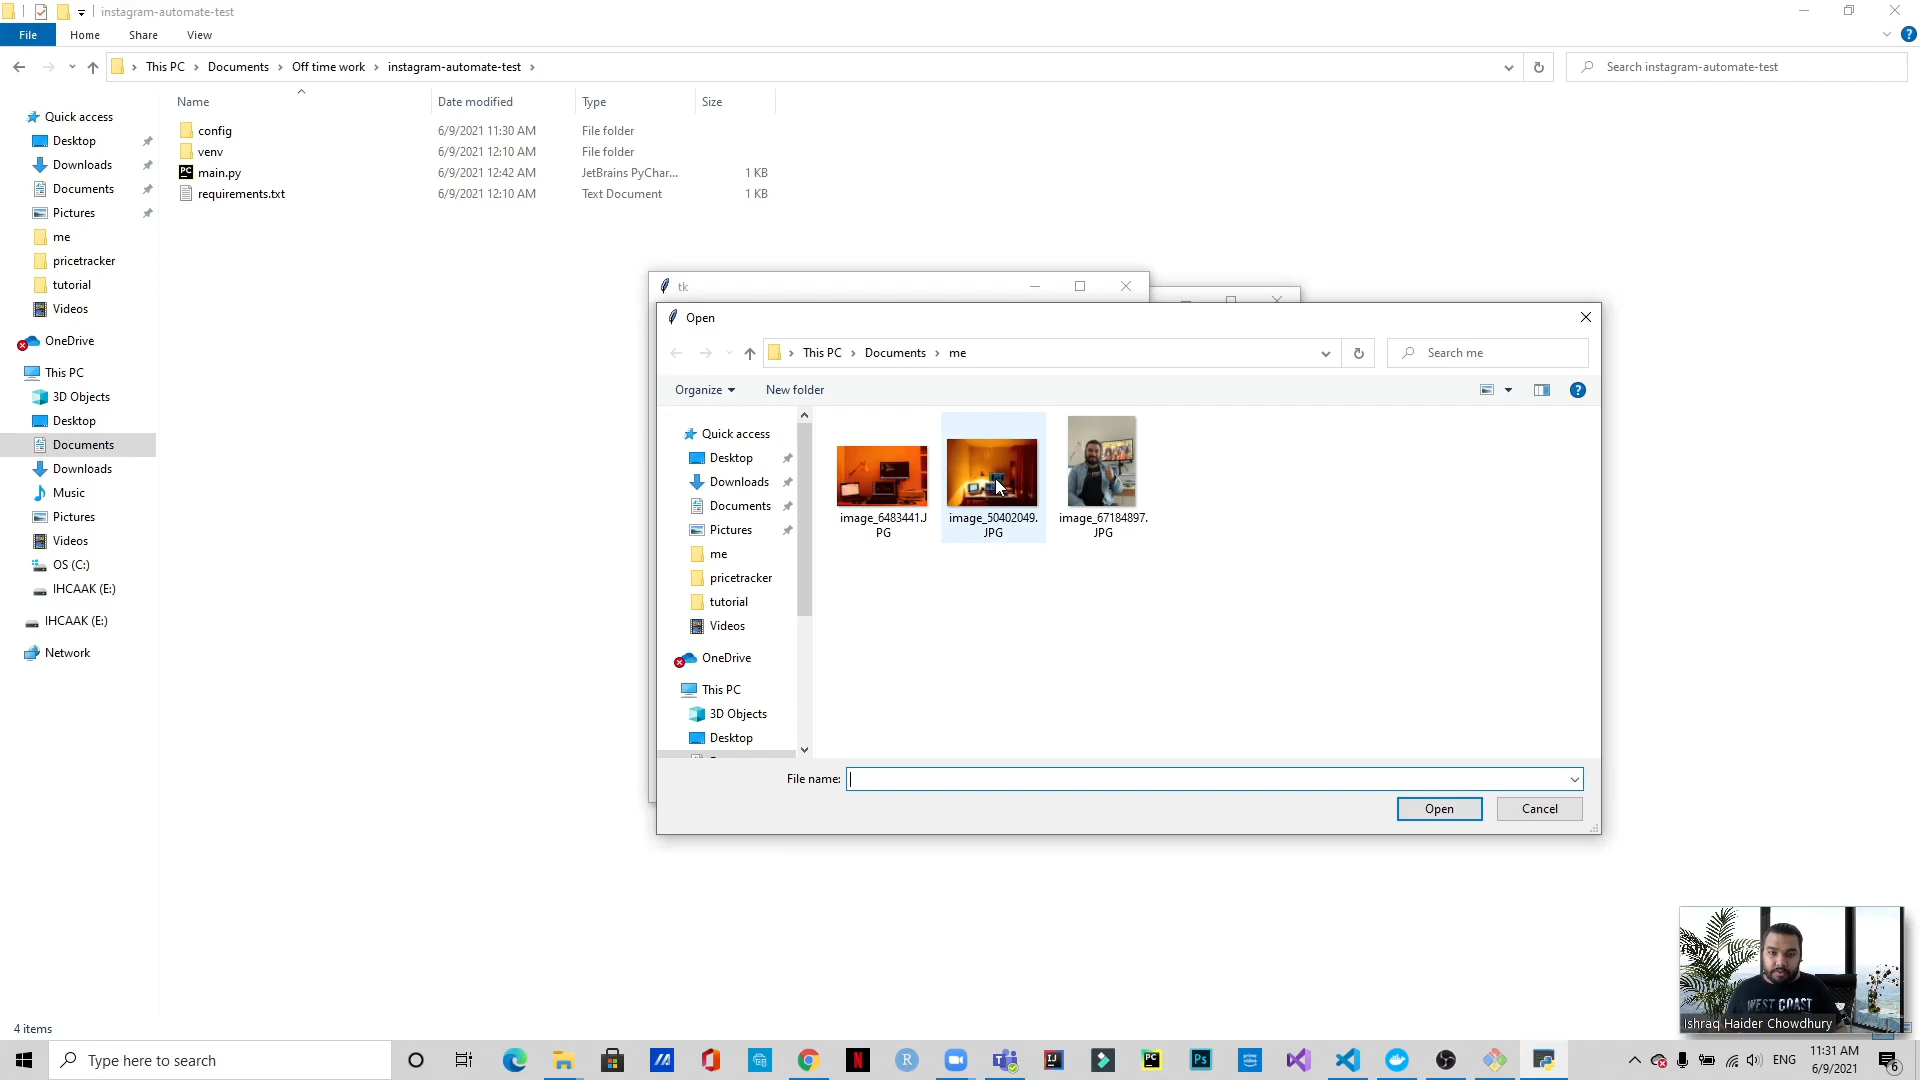 instagram-automate-test
File
Home
Share
View
This PC
Documents
Off time work
instagram-automate-test
Search instagram-automate-test
Name
Date modified
Type
Size
config
6/9/2021 11:30 AM
File folder
venv
6/9/2021 12:10 AM
File folder
main.py
6/9/2021 12:42 AM
JetBrains PyChar...
1 KB
requirements.txt
6/9/2021 12:10 AM
Text Document
1 KB
Quick access
Desktop
Downloads
Documents
Pictures
me
pricetracker
tutorial
Videos
OneDrive
This PC
3D Objects
Desktop
Documents
Downloads
Music
Pictures
Videos
OS (C:)
IHCAAK (E:)
IHCAAK (E:)
Network
4 items
tk
Open
This PC
Documents
me
Search me
Organize
New folder
Quick access
Desktop
Downloads
Documents
Pictures
me
pricetracker
tutorial
Videos
OneDrive
This PC
3D Objects
Desktop
image_6483441.J
PG
image_50402049.
JPG
image_67184897.
JPG
File name:
Open
Cancel
WEST COAST
Ishraq Haider Chowdhury
Type here to search
ENG
11:31 AM
6/9/2021
6